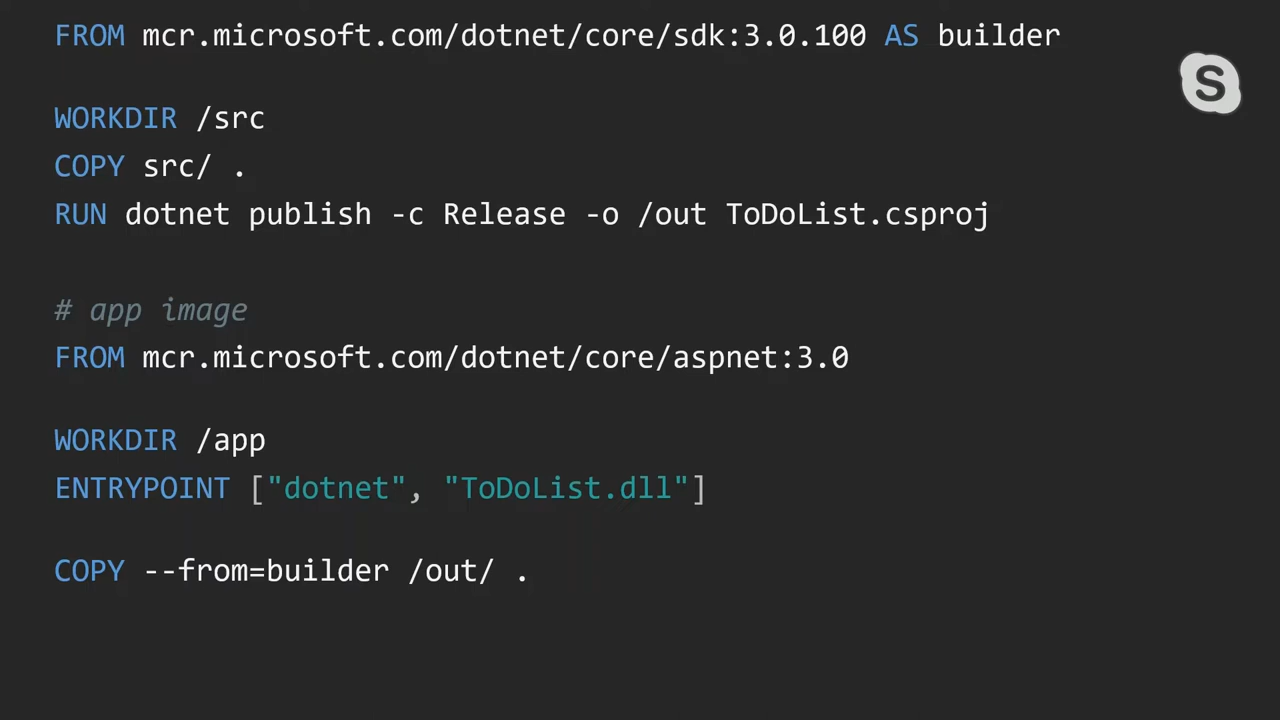 FROM mcr.microsoft.com/dotnet/core/sdk:3.0.100 AS builder
S
WORKDIR /src
COPY src/ .
RUN dotnet publish -c Release -o /out ToDoList.csproj
# app image
FROM mcr.microsoft.com/dotnet/core/aspnet:3.0
WORKDIR /app
ENTRYPOINT ["dotnet", "ToDoList.dll"]
COPY --from=builder /out/ .